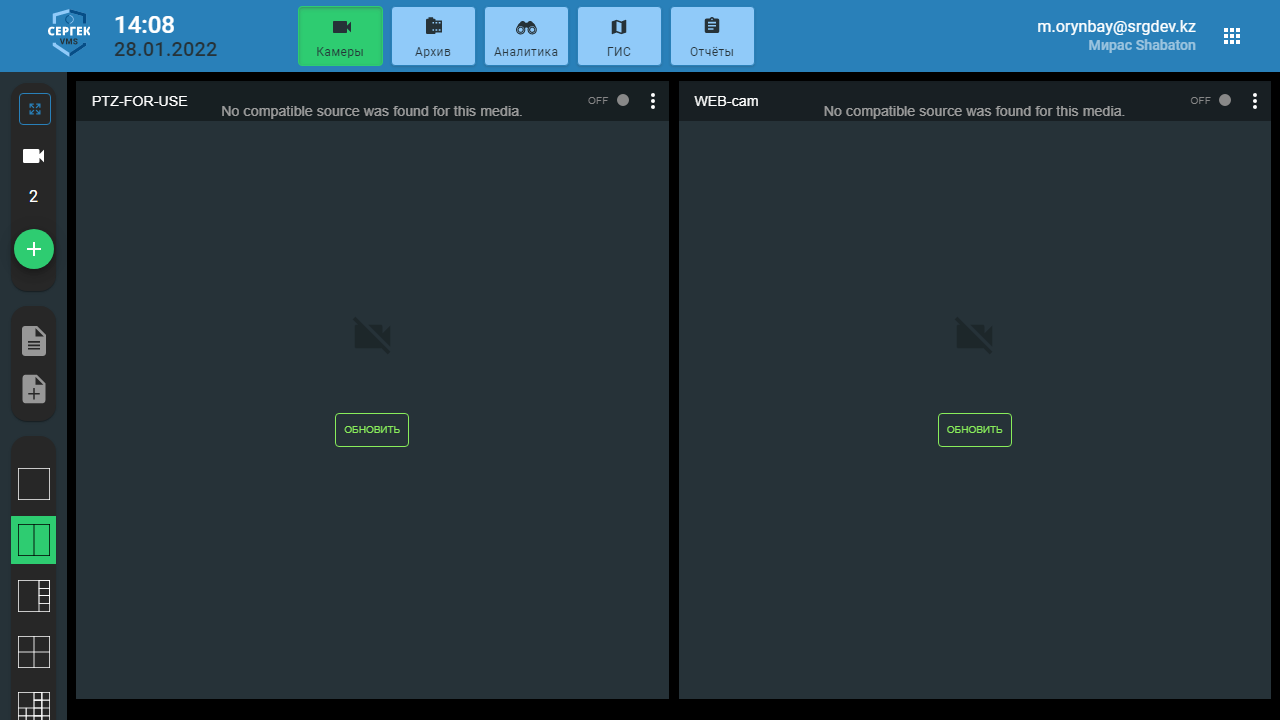 СЕРГЕК
VMS
14:08
28.01.2022
Камеры
Архив
Аналитика
ГИС
Отчёты
m.orynbay@srgdev.kz
Мирас Shabaton
2
PTZ-FOR-USE
No compatible source was found for this media.
OFF
ОБНОВИТЬ
WEB-cam
No compatible source was found for this media.
OFF
ОБНОВИТЬ